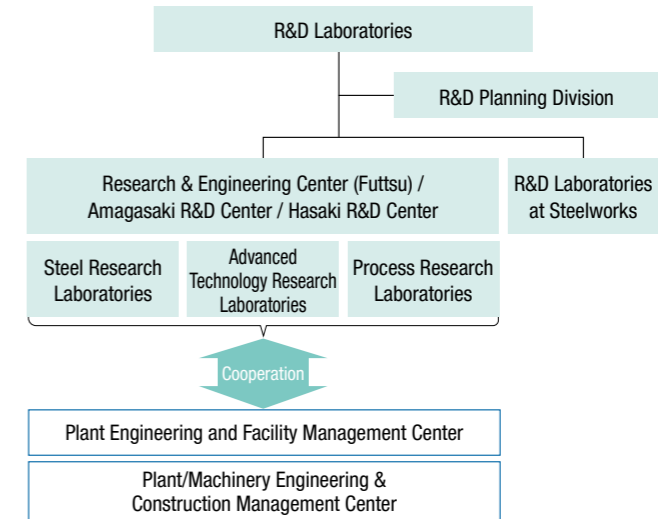 R&D Laboratories
R&D Planning Division
Research & Engineering Center (Futtsu) /
Amagasaki R&D Center / Hasaki R&D Center
R&D Laboratories
at Steelworks
Steel Research
Laboratories
Advanced
Technology Research
Laboratories
Process Research
Laboratories
Cooperation
Plant Engineering and Facility Management Center
Plant/Machinery Engineering &
Construction Management Center